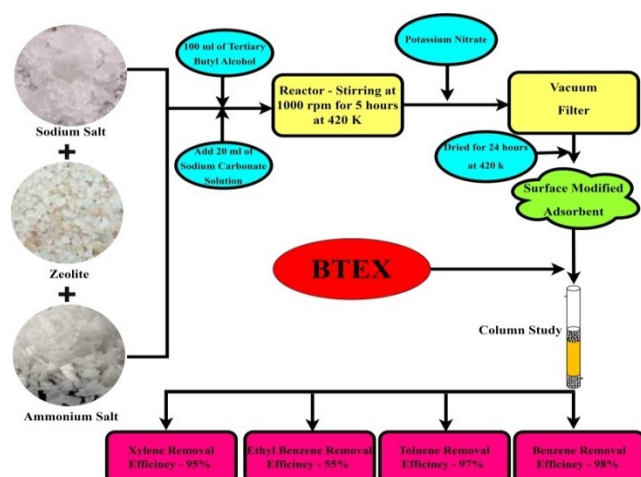 Sodium Salt
+
Zeolite
+
Ammonium Salt
100 ml of Tertiary
Butyl Alcohol
Add 20 ml of
Sodium Carbonate
Solution
Reactor - Stirring at
1000 rpm for 5 hours
at 420 K
Potassium Nitrate
Vacuum
Filter
Dried for 24 hours
at 420 k
Surface Modified
Adsorbent
BTEX
Column Study
Xylene Removal
Efficiney - 95%
Ethyl Benzene Removal
Efficiney - 55%
Toluene Removal
Efficiney - 97%
Benzene Removal
Efficiney - 98%